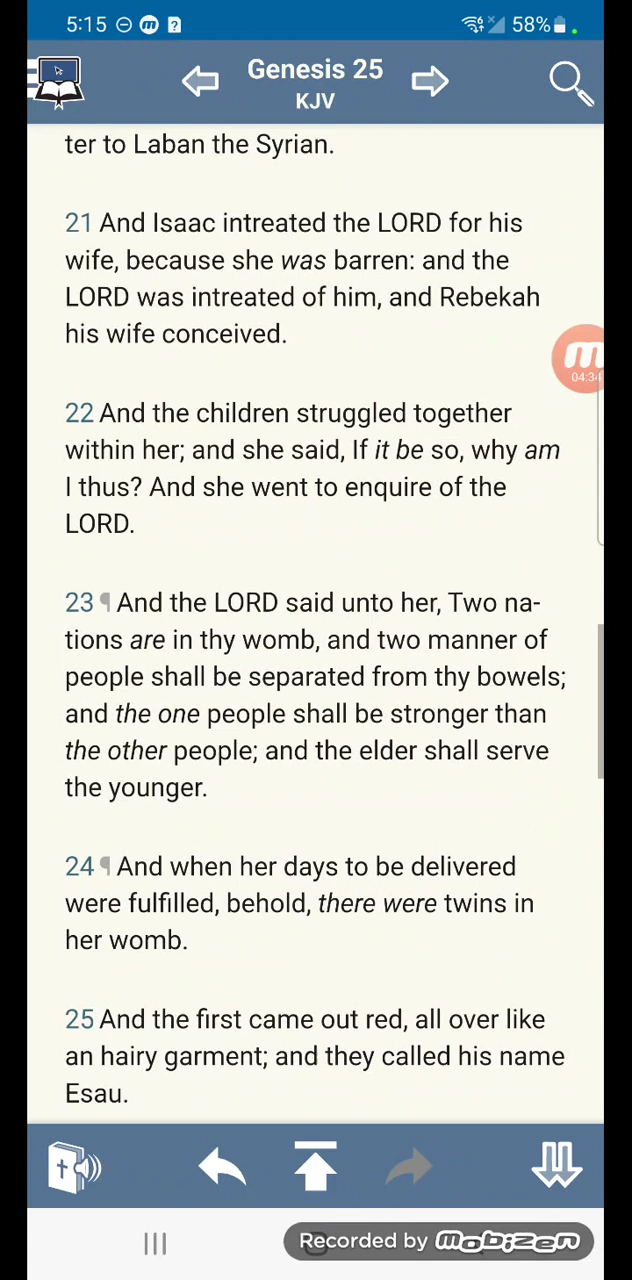 5:15 58%
Genesis 25
KJV
ter to Laban the Syrian.
21 And Isaac intreated the LORD for his
wife, because she was barren: and the
LORD was intreated of him, and Rebekah
his wife conceived.
04:34
22 And the children struggled together
within her; and she said, If it be so, why am
I thus? And she went to enquire of the
LORD.
23 ¶ And the LORD said unto her, Two na-
tions are in thy womb, and two manner of
people shall be separated from thy bowels;
and the one people shall be stronger than
the other people; and the elder shall serve
the younger.
24 ¶ And when her days to be delivered
were fulfilled, behold, there were twins in
her womb.
25 And the first came out red, all over like
an hairy garment; and they called his name
Esau.
Recorded by mobizen